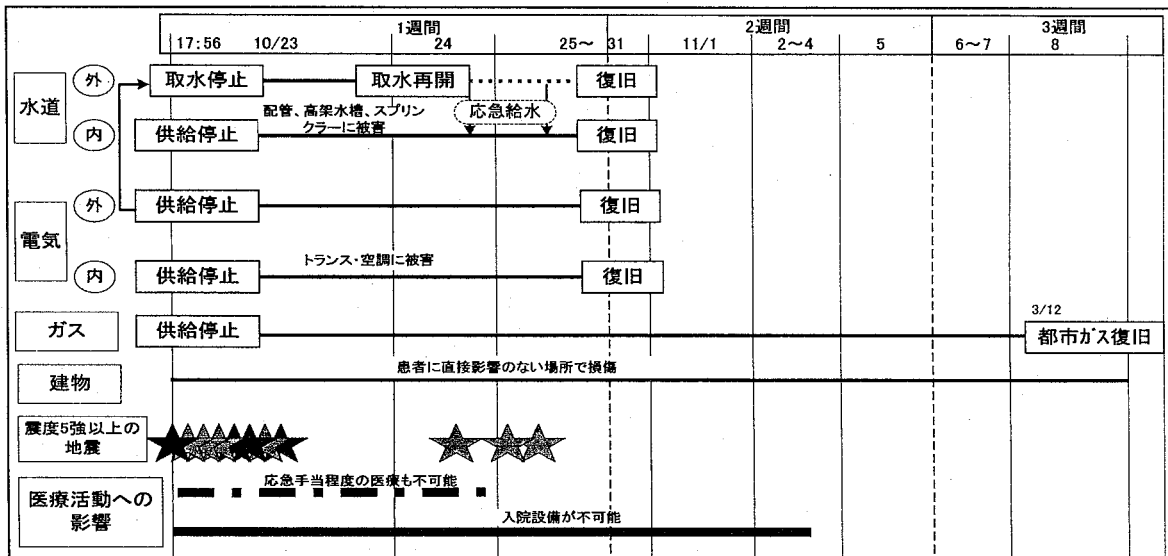 1週間 2週間 3週間
17:56 10/23 24 25～ 31 11/1 2～4 5 6～7 8
水道
外
取水停止 取水再開 復旧
配管、高架水槽、スプリン
クラーに被害
応急給水
内
供給停止 復旧
電気
外
供給停止 復旧
トランス・空調に被害
内
供給停止 復旧
3/12
ガス
供給停止 都市ガス復旧
建物
患者に直接影響のない場所で損傷
震度5強以上の
地震
医療活動への
影響
応急手当程度の医療も不可能
入院設備が不可能